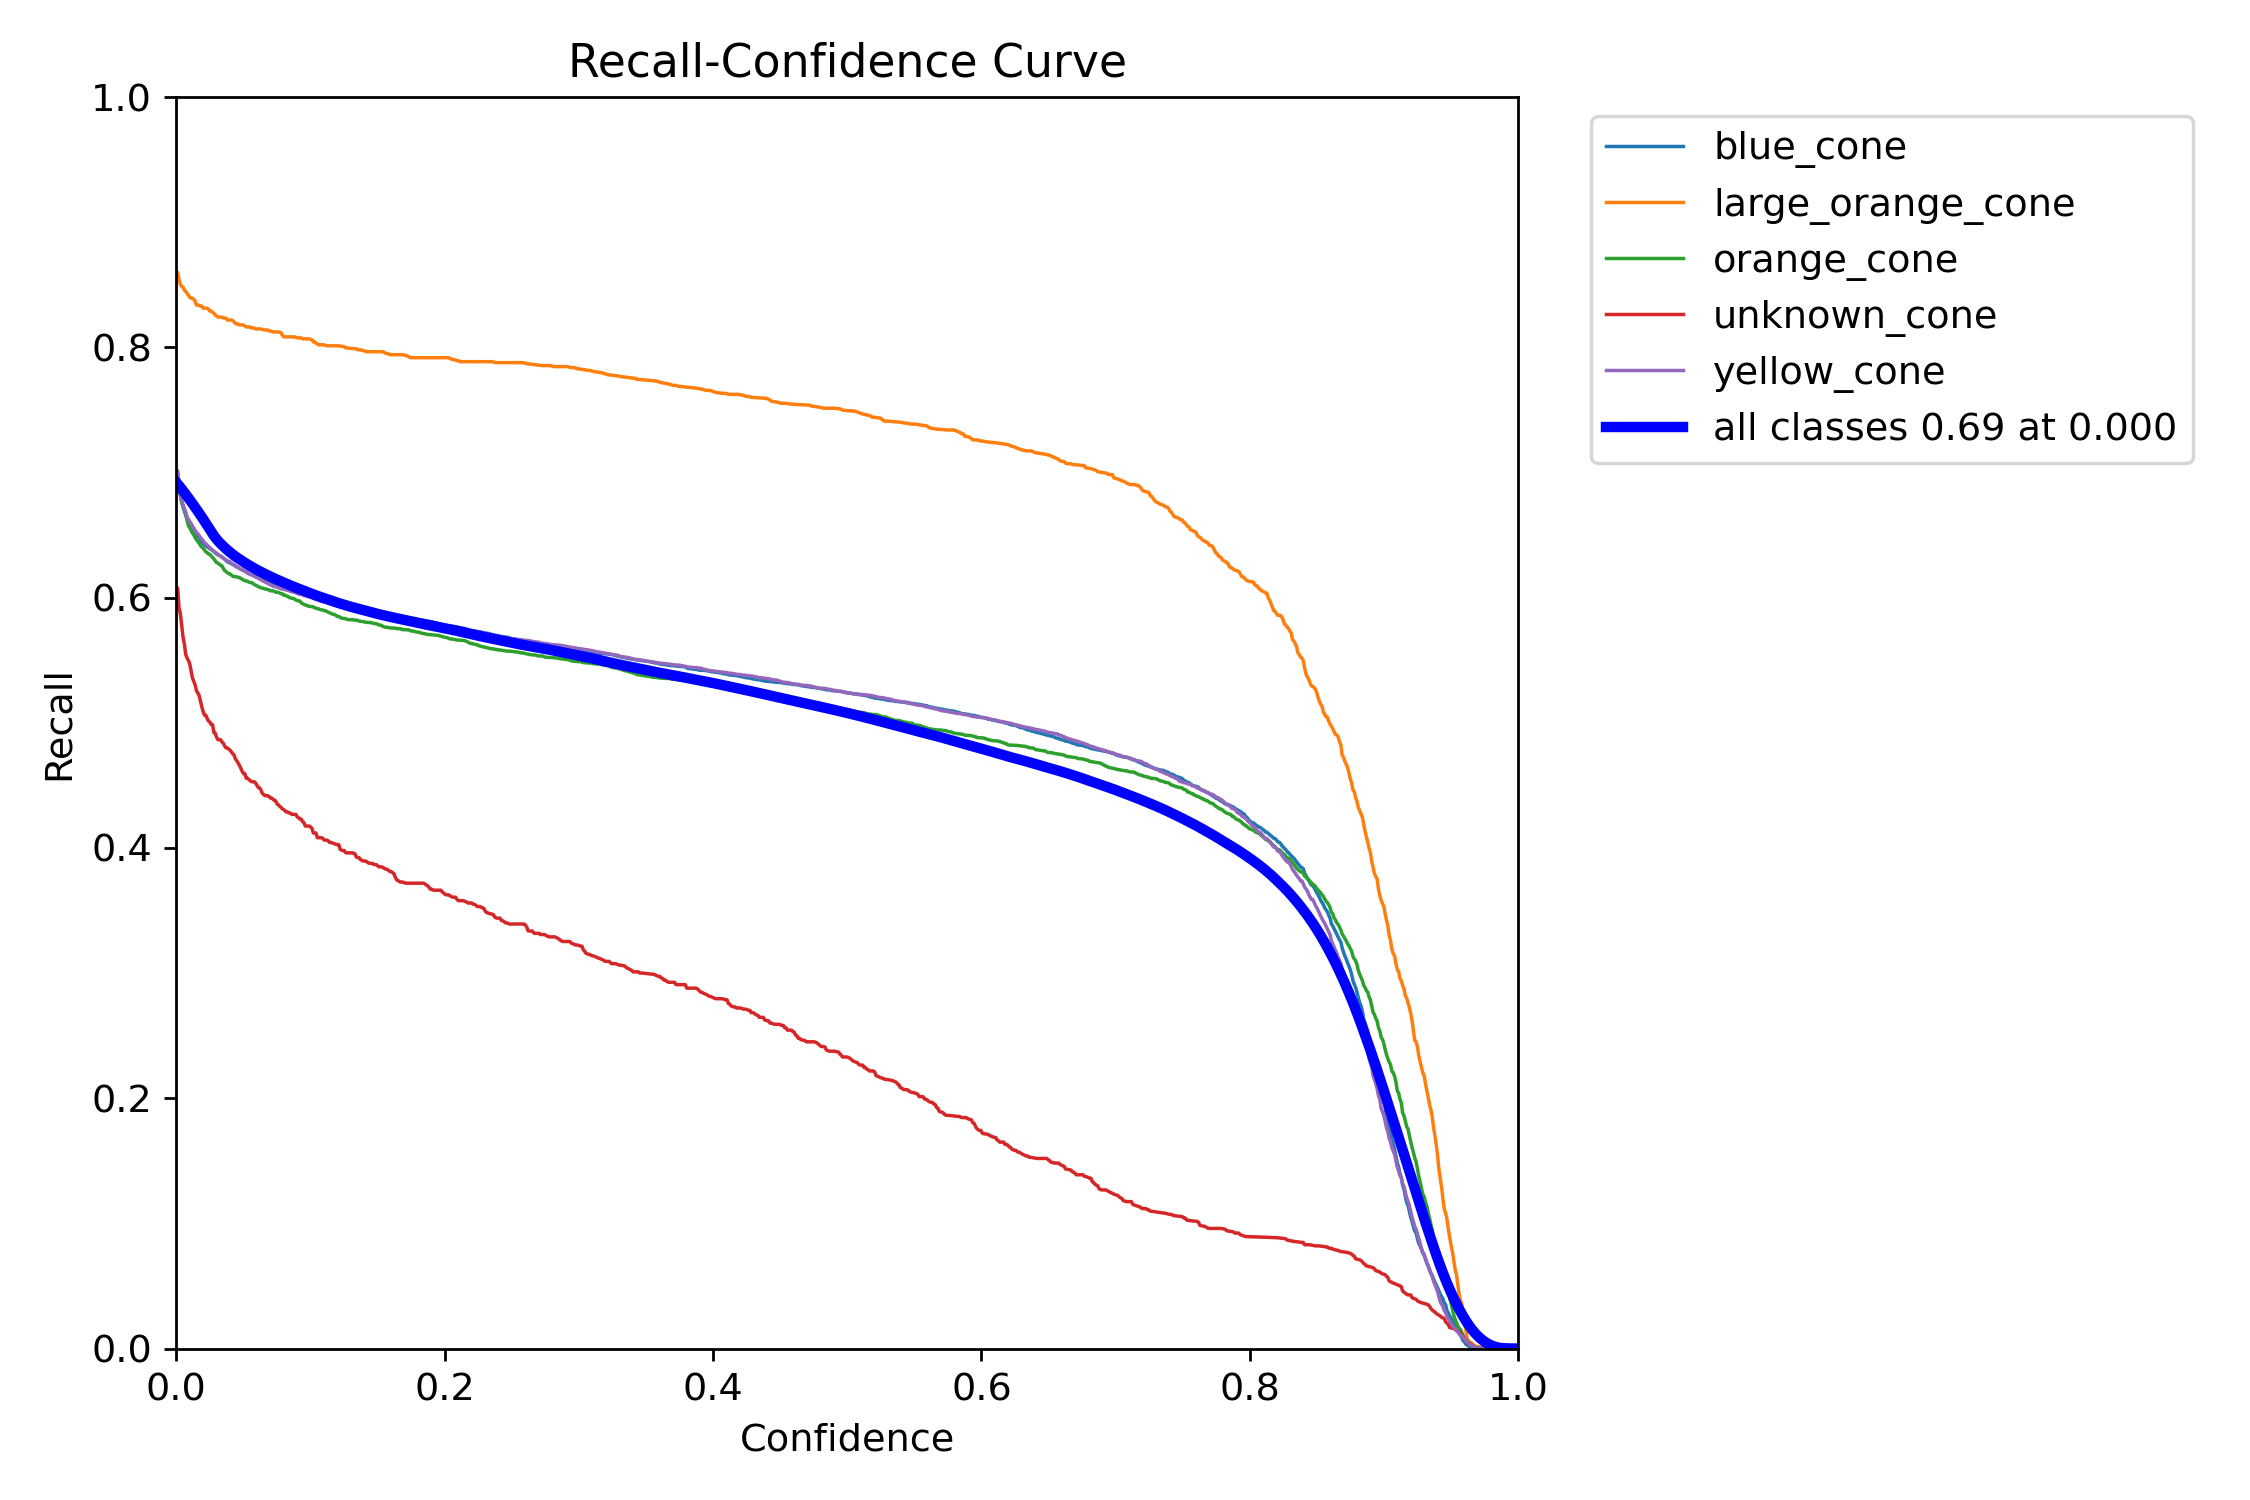 Recall-Confidence Curve
1.0
0.8
0.6
0.4
0.2
0.0
Recall
0.0 0.2 0.4 0.6 0.8 1.0
Confidence
blue_cone
large_orange_cone
orange_cone
unknown_cone
yellow_cone
all classes 0.69 at 0.000